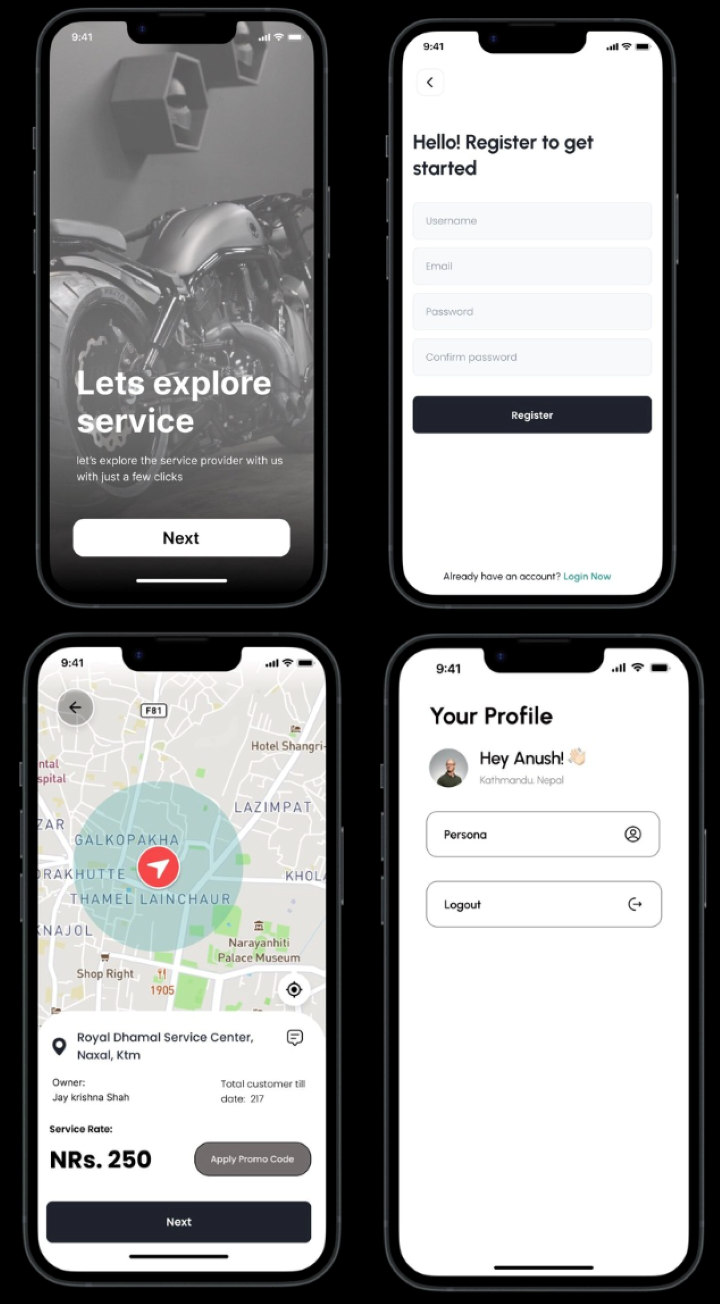 9:41
Lets explore
service
let's explore the service provider with us
with just a few clicks
Next
9:41
Hello! Register to get
started
Username
Email
Password
Confirm password
Register
Already have an account? Login Now
9:41
F81
Hotel Shangri-
ntal
spital
LAZIMPAT
ZAR
GALKOPAKHA
ORAKHUTTE
KHOLA
THAMEL LAINCHAUR
KNAJOL
Narayanhiti
Palace Museum
Shop Right
1905
Royal Dhamal Service Center,
Naxal, Ktm
Owner:
Jay krishna Shah
Total customer till
date: 217
Service Rate:
NRs. 250
Apply Promo Code
Next
9:41
Your Profile
Hey Anush! 👋🏻
Kathmandu, Nepal
Persona
Logout